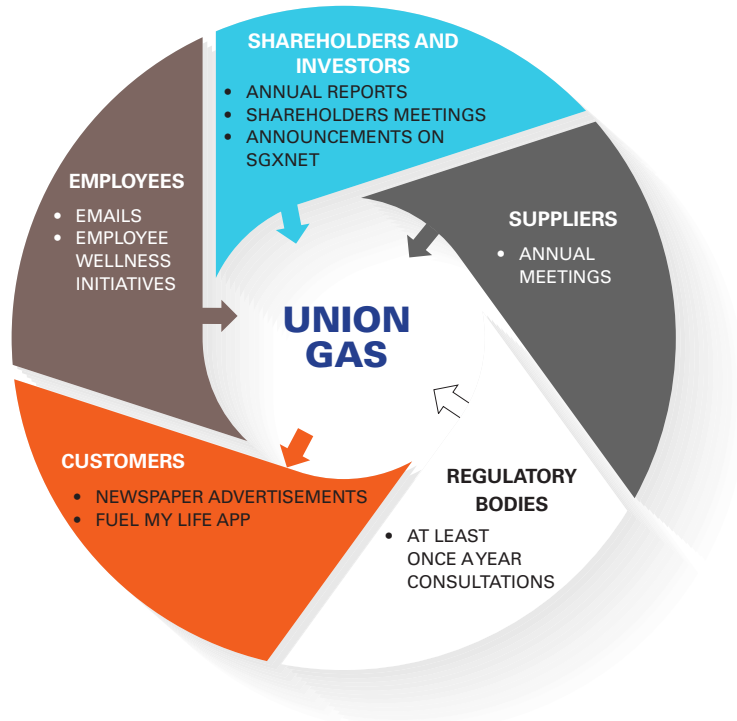 SHAREHOLDERS AND
INVESTORS
• ANNUAL REPORTS
• SHAREHOLDERS MEETINGS
• ANNOUNCEMENTS ON
SGXNET
SUPPLIERS
• ANNUAL
MEETINGS
REGULATORY
BODIES
• AT LEAST
ONCE A YEAR
CONSULTATIONS
CUSTOMERS
• NEWSPAPER ADVERTISEMENTS
• FUEL MY LIFE APP
EMPLOYEES
• EMAILS
• EMPLOYEE
WELLNESS
INITIATIVES
UNION
GAS